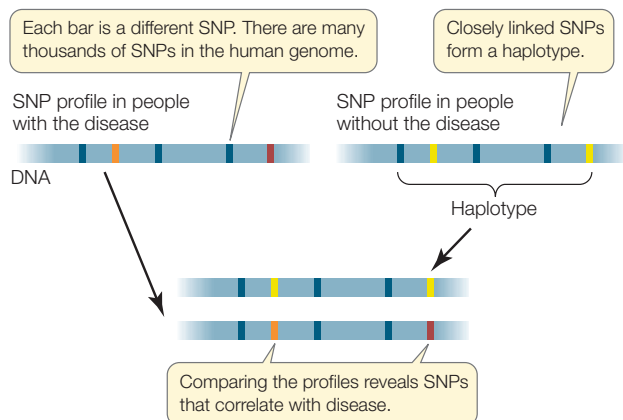 Each bar is a different SNP. There are many
thousands of SNPs in the human genome.
Closely linked SNPs
form a haplotype.
SNP profile in people
with the disease
SNP profile in people
without the disease
DNA
Haplotype
Comparing the profiles reveals SNPs
that correlate with disease.